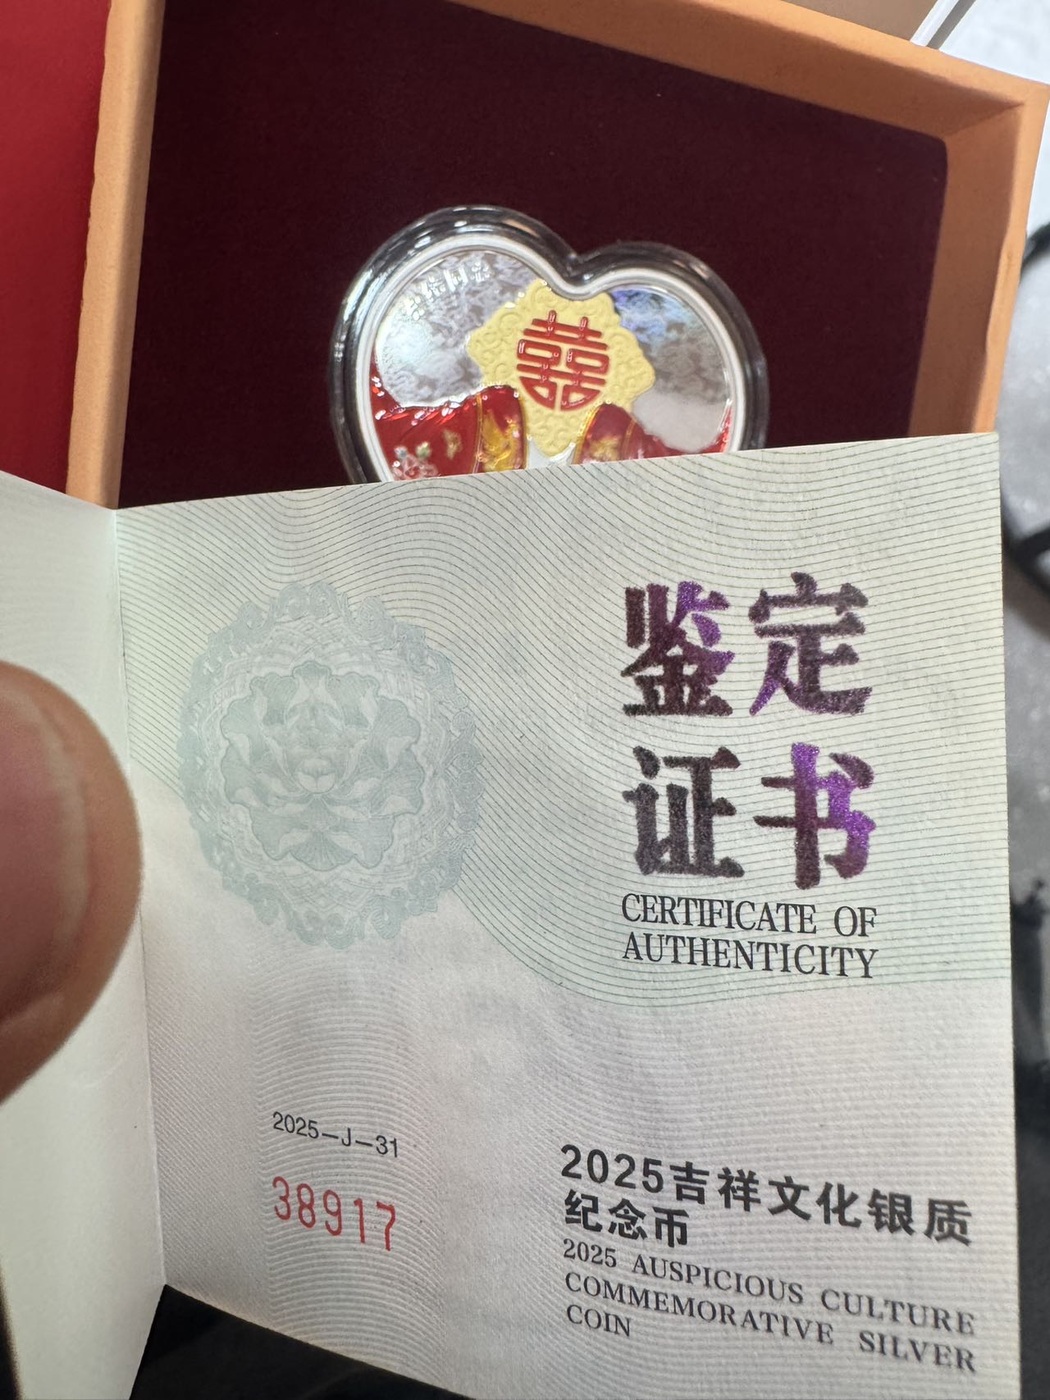 囍
鉴定
证书
CERTIFICATE OF
AUTHENTICITY
2025—J—31
38917
2025吉祥文化银质
纪念币
2025 AUSPICIOUS CULTURE
COMMEMORATIVE SILVER
COIN